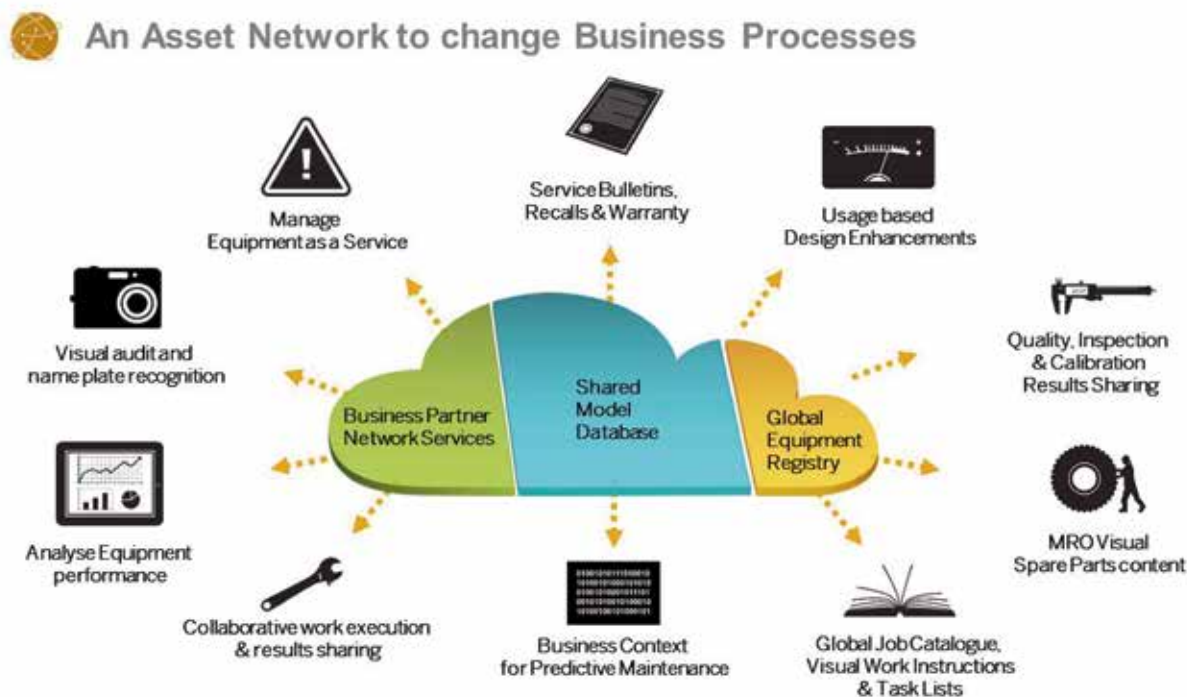 An Asset Network to change Business Processes
Service Bulletins,
Recalls & Warranty
Manage
Equipment as a Service
Usage based
Design Enhancements
Visual audit and
name plate recognition
Quality, Inspection
& Calibration
Results Sharing
Business Partner
Network Services
Shared
Model
Database
Global
Equipment
Registry
Analyse Equipment
performance
MRO Visual
Spare Parts content
Collaborative work execution
& results sharing
Business Context
for Predictive Maintenance
Global Job Catalogue,
Visual Work Instructions
& Task Lists